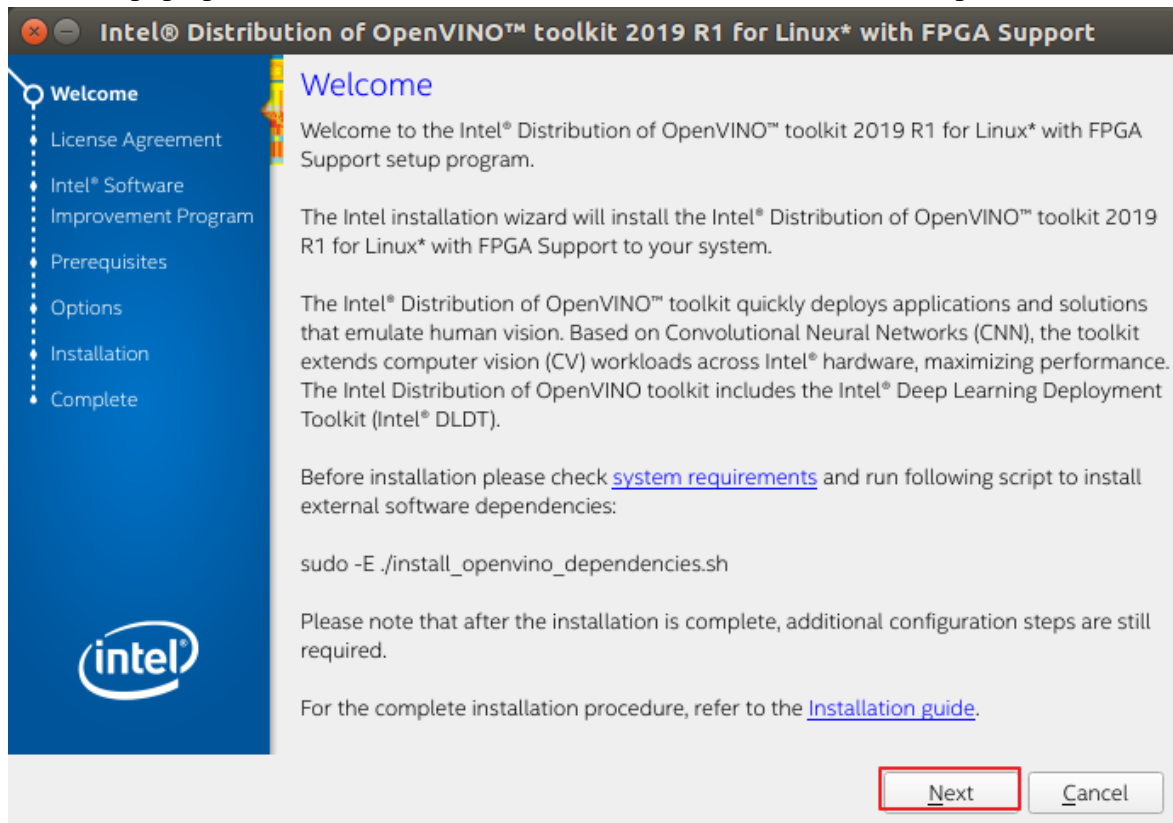 Intel® Distribution of OpenVINO™ toolkit 2019 R1 for Linux* with FPGA Support
Welcome
License Agreement
Intel® Software
Improvement Program
Prerequisites
Options
Installation
Complete
intel®
Welcome
Welcome to the Intel® Distribution of OpenVINO™ toolkit 2019 R1 for Linux* with FPGA
Support setup program.
The Intel installation wizard will install the Intel® Distribution of OpenVINO™ toolkit 2019
R1 for Linux* with FPGA Support to your system.
The Intel® Distribution of OpenVINO™ toolkit quickly deploys applications and solutions
that emulate human vision. Based on Convolutional Neural Networks (CNN), the toolkit
extends computer vision (CV) workloads across Intel® hardware, maximizing performance.
The Intel Distribution of OpenVINO toolkit includes the Intel® Deep Learning Deployment
Toolkit (Intel® DLDT).
Before installation please check system requirements and run following script to install
external software dependencies:
sudo -E ./install_openvino_dependencies.sh
Please note that after the installation is complete, additional configuration steps are still
required.
For the complete installation procedure, refer to the Installation guide.
Next
Cancel